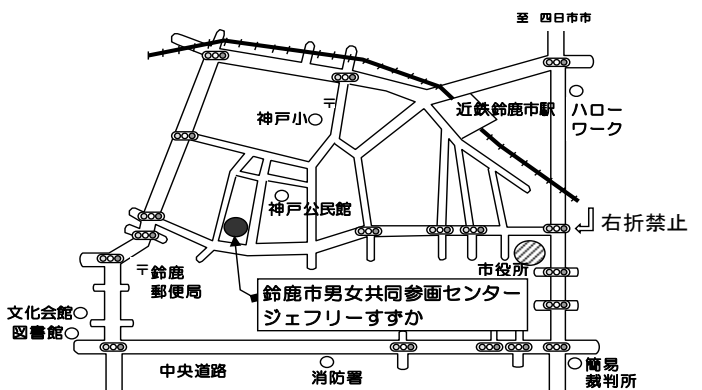 至 四日市市
近鉄鈴鹿市駅
ハロー
ワーク
〒
神戸小
神戸公民館
右折禁止
市役所
〒鈴鹿
郵便局
鈴鹿市男女共同参画センター
ジェフリーすずか
文化会館
図書館
中央道路
消防署
簡易
裁判所